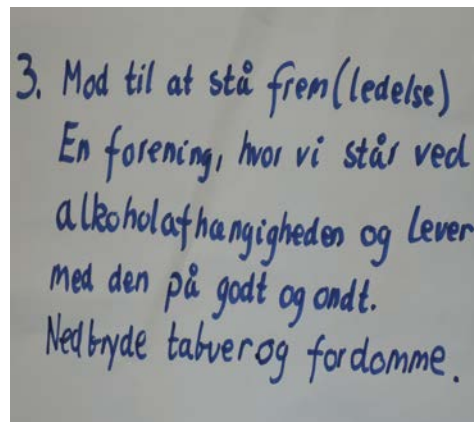 3. Mod til at stå frem (ledelse)
En forening, hvor vi står ved
alkoholafhængigheden og lever
med den på godt og ondt.
Nedbryde tabuer og fordomme.